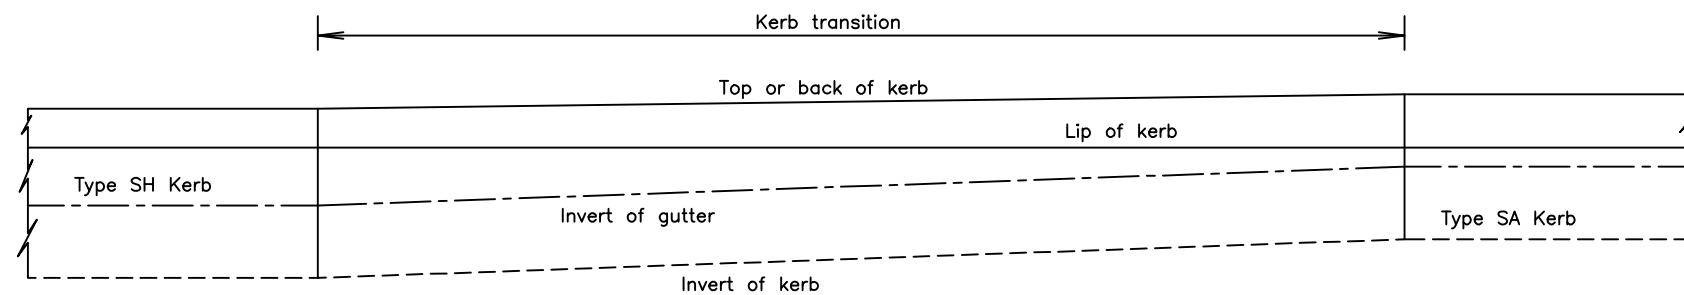 Kerb transition
Top or back of kerb
Lip of kerb
Type SH Kerb
Invert of gutter
Type SA Kerb
Invert of kerb